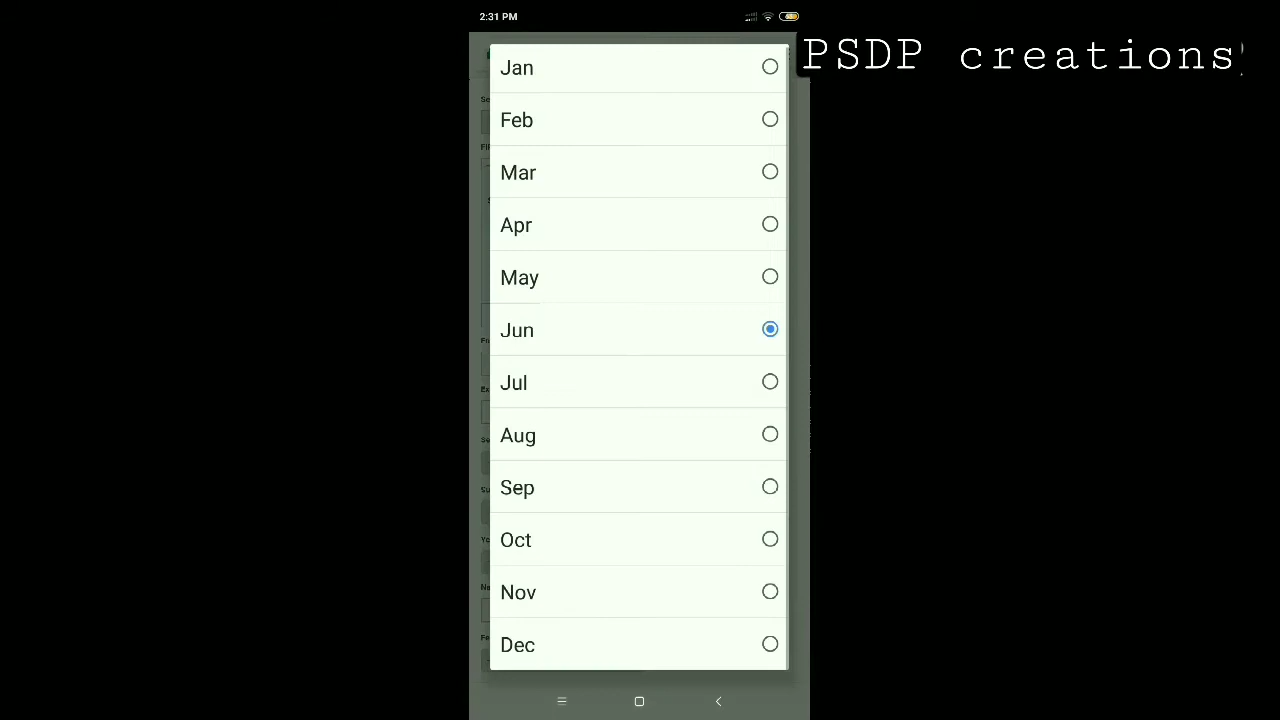 2:31 PM
PSDP creations
Jan
Feb
Mar
Apr
May
Jun
Jul
Aug
Sep
Oct
Nov
Dec